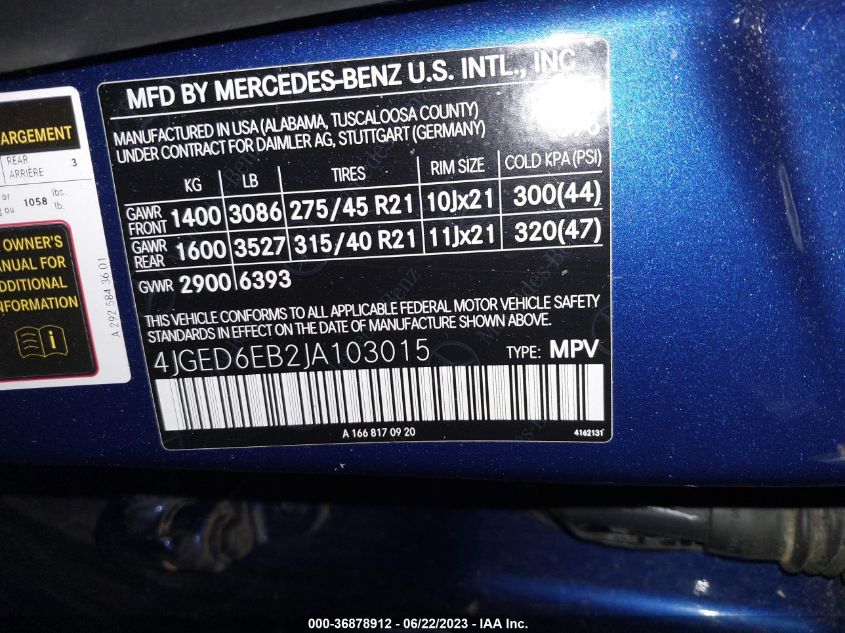 MFD BY MERCEDES-BENZ U.S. INTL., INC
MANUFACTURED IN USA (ALABAMA, TUSCALOOSA COUNTY)
UNDER CONTRACT FOR DAIMLER AG, STUTTGART (GERMANY)
KG LB TIRES RIM SIZE COLD KPA (PSI)
GAWR FRONT 1400 3086 275/45 R21 10Jx21 300(44)
GAWR REAR 1600 3527 315/40 R21 11Jx21 320(47)
GVWR 2900 6393
THIS VEHICLE CONFORMS TO ALL APPLICABLE FEDERAL MOTOR VEHICLE SAFETY
STANDARDS IN EFFECT ON THE DATE OF MANUFACTURE SHOWN ABOVE.
4JGED6EB2JA103015 TYPE: MPV
A 166 817 09 20 4162131
ARGEMENT
REAR 3
ARRIÈRE
or 1058 lbs.
ou lb.
OWNER'S
ANUAL FOR
DDITIONAL
NFORMATION
A 292 584 36 01
000-36878912 - 06/22/2023 - IAA Inc.